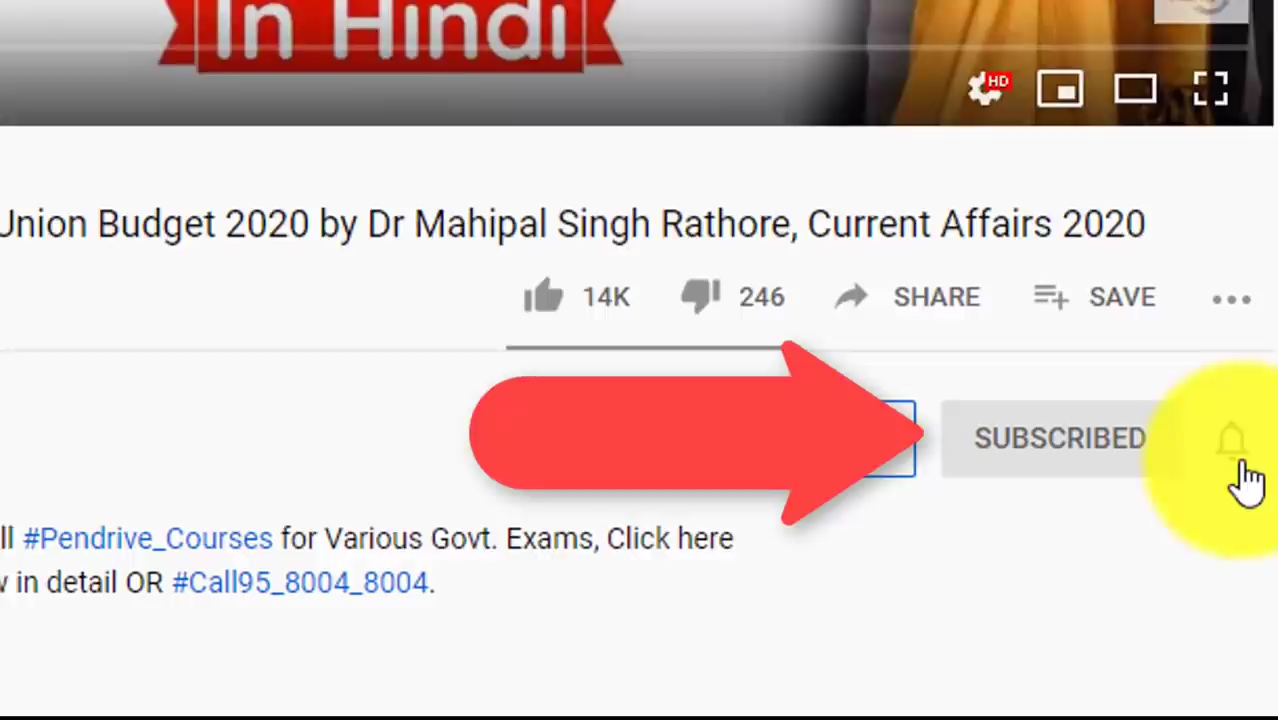 In Hindi
HD
Union Budget 2020 by Dr Mahipal Singh Rathore, Current Affairs 2020
14K 246 SHARE SAVE
SUBSCRIBED
#Pendrive_Courses for Various Govt. Exams, Click here
in detail OR #Call95_8004_8004.